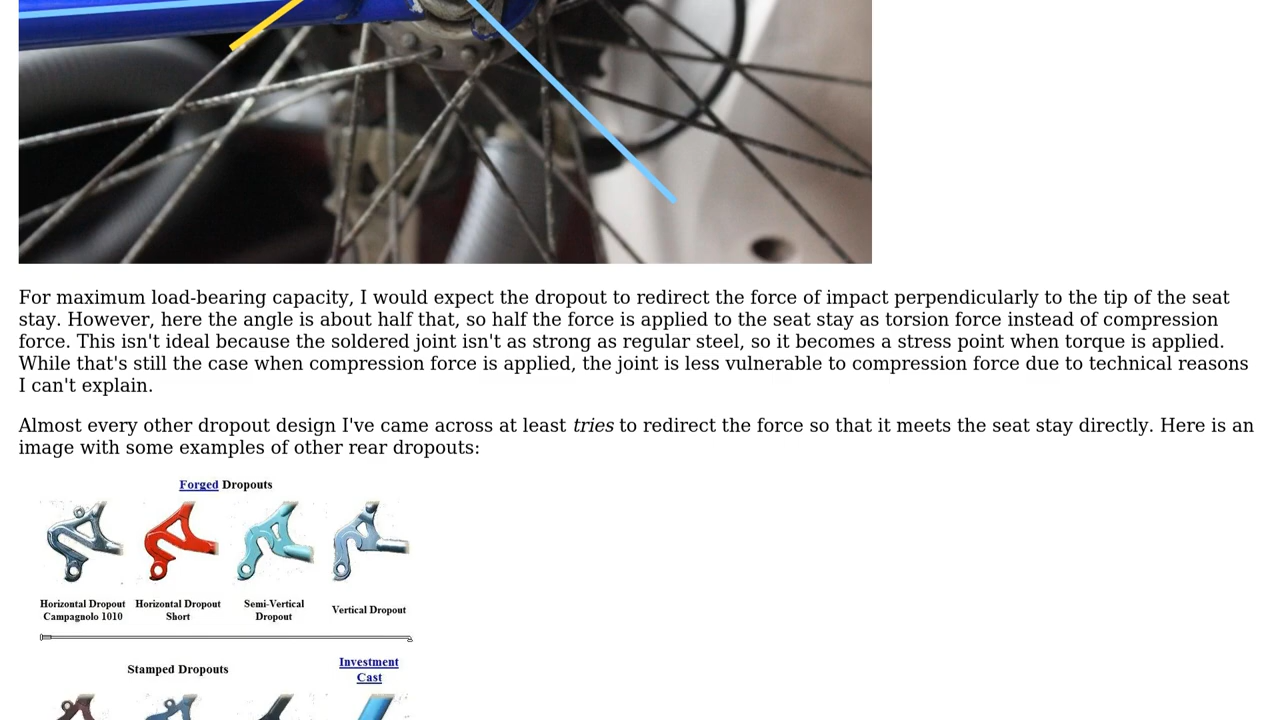 For maximum load-bearing capacity, I would expect the dropout to redirect the force of impact perpendicularly to the tip of the seat
stay. However, here the angle is about half that, so half the force is applied to the seat stay as torsion force instead of compression
force. This isn't ideal because the soldered joint isn't as strong as regular steel, so it becomes a stress point when torque is applied.
While that's still the case when compression force is applied, the joint is less vulnerable to compression force due to technical reasons
I can't explain.
Almost every other dropout design I've came across at least tries to redirect the force so that it meets the seat stay directly. Here is an
image with some examples of other rear dropouts:
Forged Dropouts
Horizontal Dropout
Campagnolo 1010
Horizontal Dropout
Short
Semi-Vertical
Dropout
Vertical Dropout
Stamped Dropouts
Investment
Cast